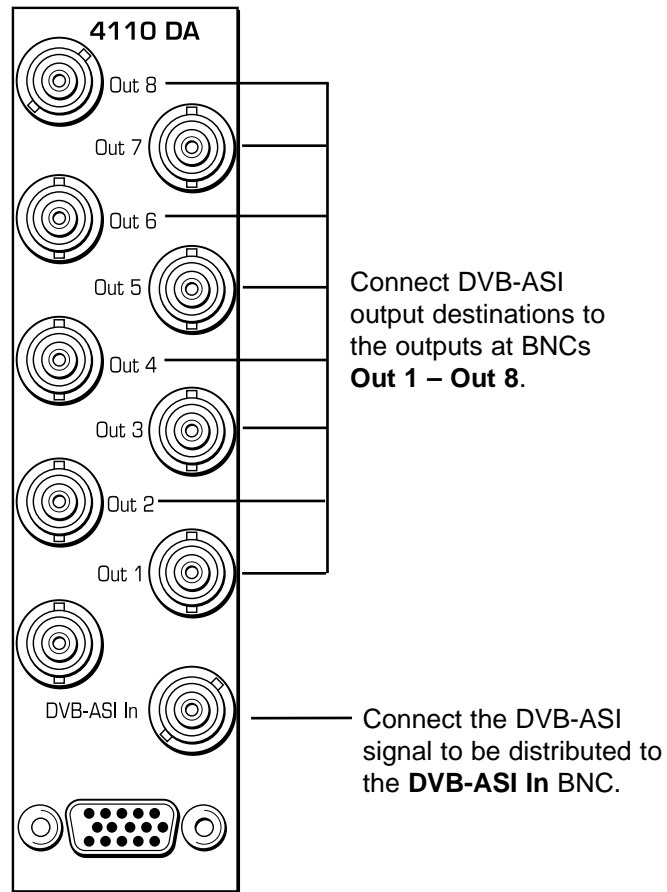 4110 DA
Out 8
Out 7
Out 6
Out 5
Out 4
Out 3
Out 2
Out 1
DVB-ASI In
Connect DVB-ASI
output destinations to
the outputs at BNCs
Out 1 – Out 8.
Connect the DVB-ASI
signal to be distributed to
the DVB-ASI In BNC.